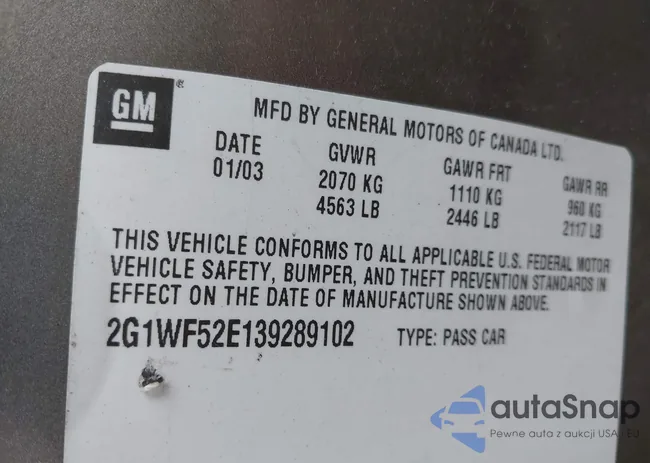 GM
MFD BY GENERAL MOTORS OF CANADA LTD.
DATE GVWR GAWR FRT GAWR RR
01/03 2070 KG 1110 KG 960 KG
4563 LB 2446 LB 2117 LB
THIS VEHICLE CONFORMS TO ALL APPLICABLE U.S. FEDERAL MOTOR
VEHICLE SAFETY, BUMPER, AND THEFT PREVENTION STANDARDS IN
EFFECT ON THE DATE OF MANUFACTURE SHOWN ABOVE.
2G1WF52E139289102 TYPE: PASS CAR
autaSnap
Pewne auta z aukcji USA i EU